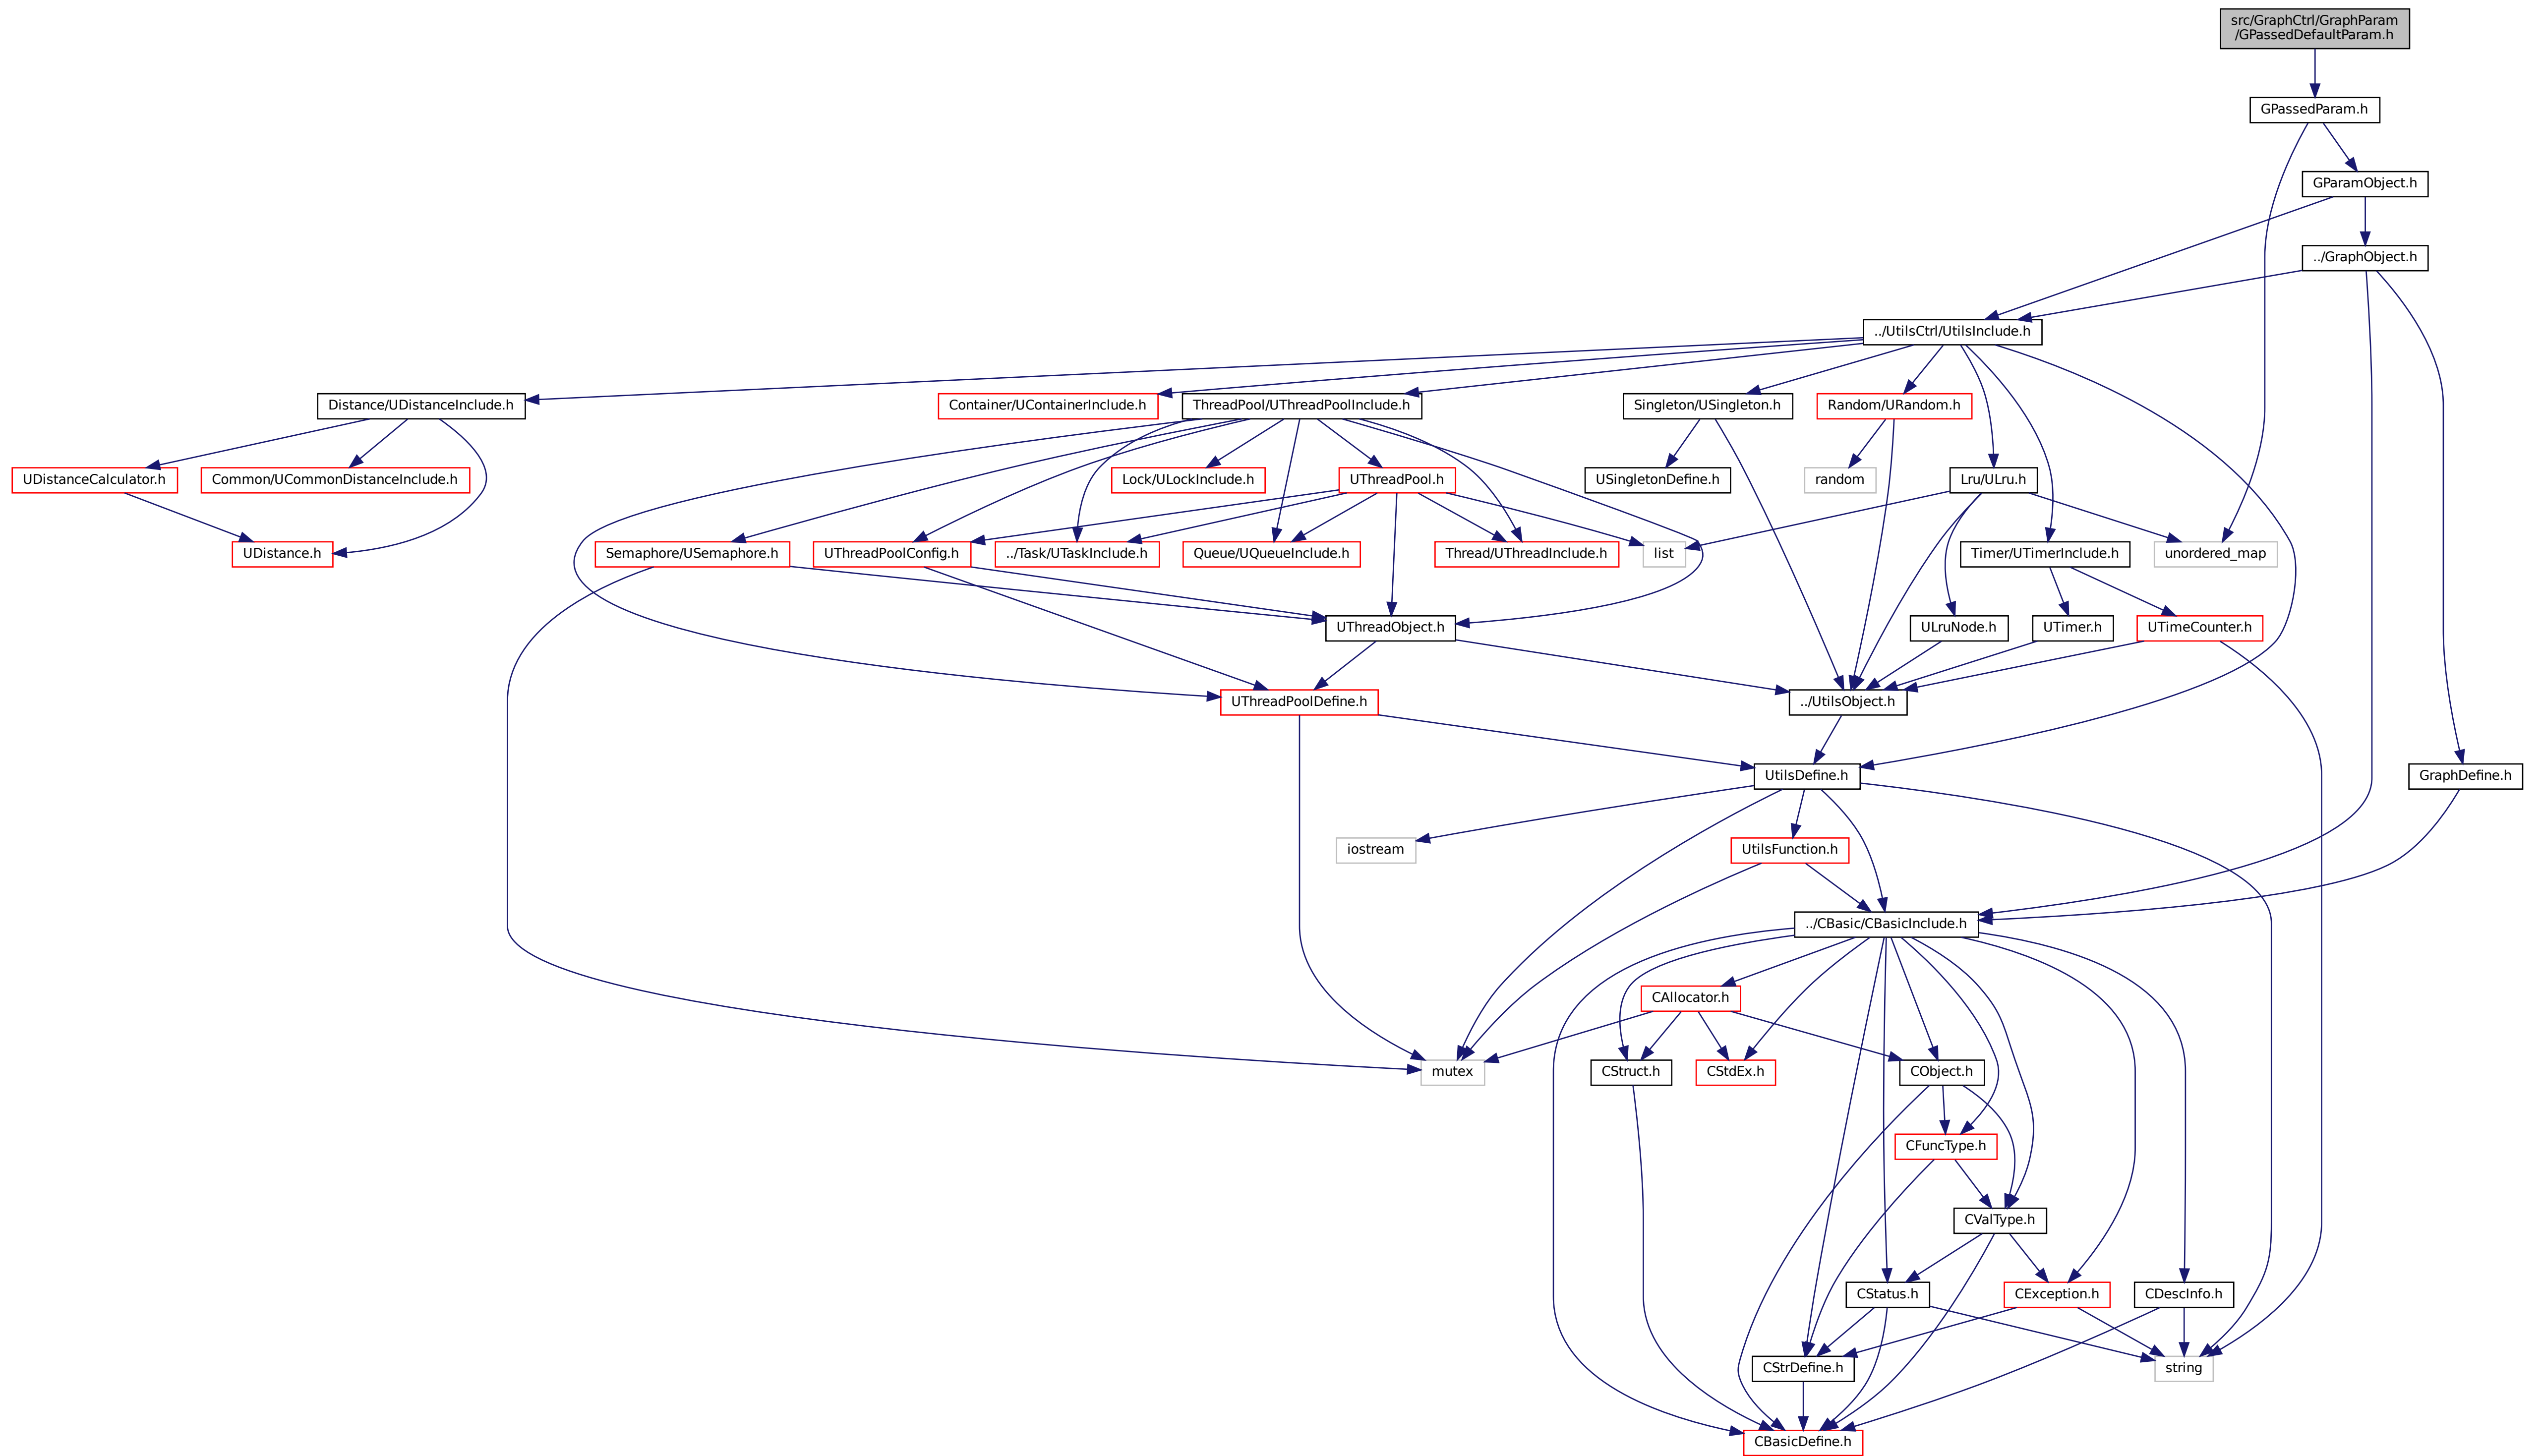 src/GraphCtrl/GraphParam
/GPassedDefaultParam.h
GPassedParam.h
GParamObject.h
../GraphObject.h
../UtilsCtrl/UtilsInclude.h
Distance/UDistanceInclude.h
Container/UContainerInclude.h
ThreadPool/UThreadPoolInclude.h
Singleton/USingleton.h
Random/URandom.h
UDistanceCalculator.h
Common/UCommonDistanceInclude.h
Lock/ULockInclude.h
UThreadPool.h
USingletonDefine.h
random
Lru/ULru.h
UDistance.h
Semaphore/USemaphore.h
UThreadPoolConfig.h
../Task/UTaskInclude.h
Queue/UQueueInclude.h
Thread/UThreadInclude.h
list
Timer/UTimerInclude.h
unordered_map
UThreadObject.h
ULruNode.h
UTimer.h
UTimeCounter.h
UThreadPoolDefine.h
../UtilsObject.h
UtilsDefine.h
GraphDefine.h
iostream
UtilsFunction.h
../CBasic/CBasicInclude.h
CAllocator.h
mutex
CStruct.h
CStdEx.h
CObject.h
CFuncType.h
CValType.h
CStatus.h
CException.h
CDescInfo.h
CStrDefine.h
string
CBasicDefine.h